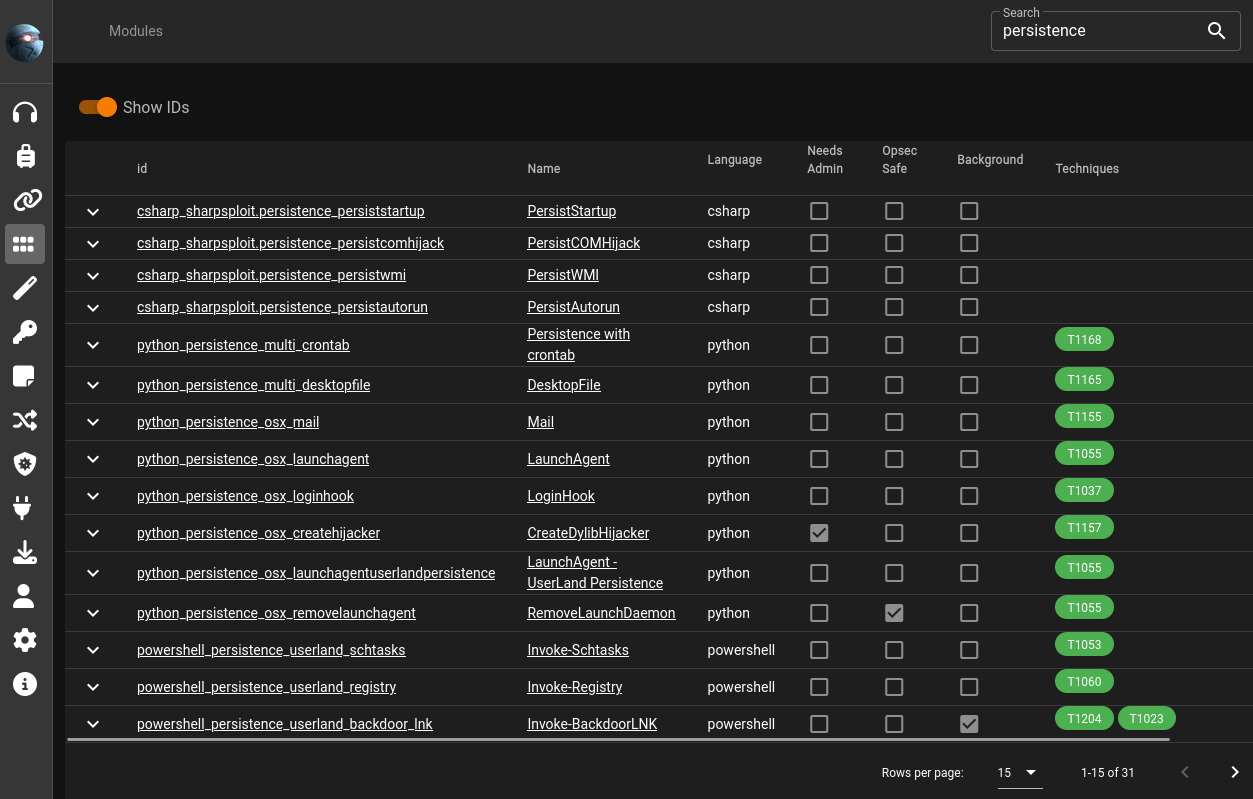 Modules
Search
persistence
Show IDs
id Name Language Needs Admin Opsec Safe Background Techniques
csharp_sharpsploit.persistence_persiststartup PersistStartup csharp
csharp_sharpsploit.persistence_persistcomhijack PersistCOMHijack csharp
csharp_sharpsploit.persistence_persistwmi PersistWMI csharp
csharp_sharpsploit.persistence_persistautorun PersistAutorun csharp
python_persistence_multi_crontab Persistence with crontab python T1168
python_persistence_multi_desktopfile DesktopFile python T1165
python_persistence_osx_mail Mail python T1155
python_persistence_osx_launchagent LaunchAgent python T1055
python_persistence_osx_loginhook LoginHook python T1037
python_persistence_osx_createhijacker CreateDylibHijacker python T1157
python_persistence_osx_launchagentuserlandpersistence LaunchAgent - UserLand Persistence python T1055
python_persistence_osx_removelaunchagent RemoveLaunchDaemon python T1055
powershell_persistence_userland_schtasks Invoke-Schtasks powershell T1053
powershell_persistence_userland_registry Invoke-Registry powershell T1060
powershell_persistence_userland_backdoor_lnk Invoke-BackdoorLNK powershell T1204 T1023
Rows per page: 15 1-15 of 31